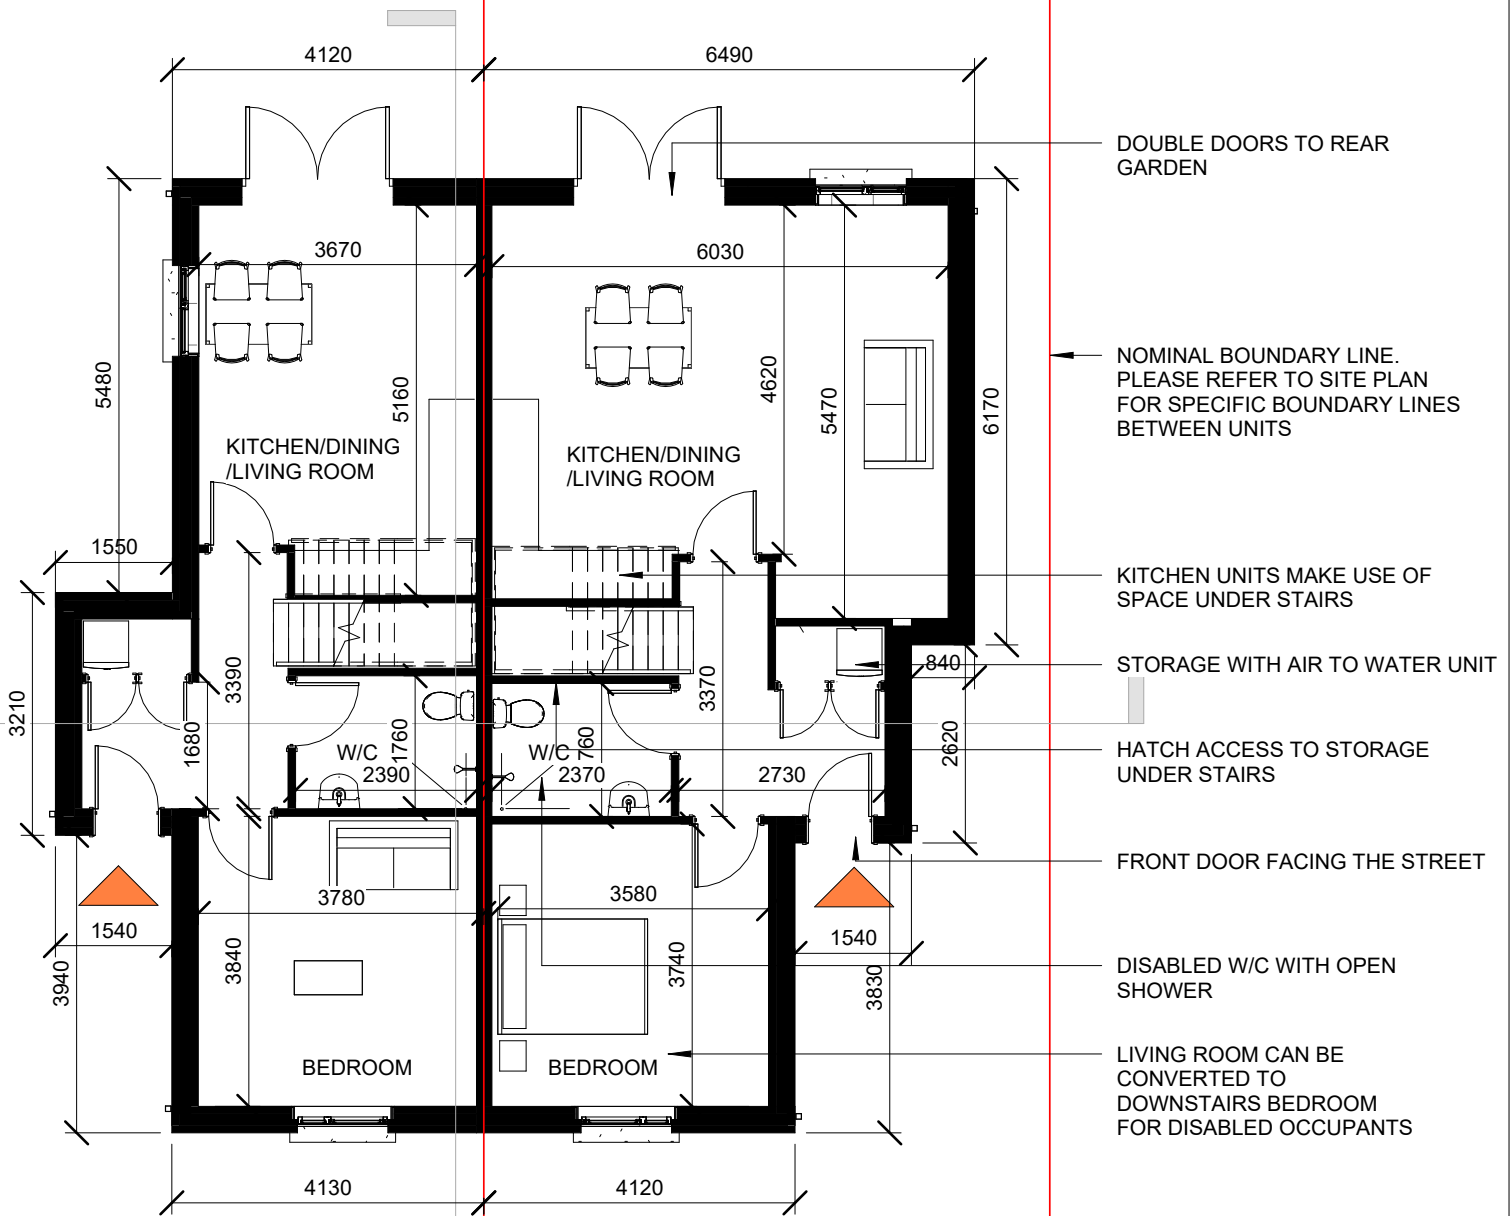 4120
6490
DOUBLE DOORS TO REAR
GARDEN
3670
6030
5480
5160
4620
5470
6170
NOMINAL BOUNDARY LINE.
PLEASE REFER TO SITE PLAN
FOR SPECIFIC BOUNDARY LINES
BETWEEN UNITS
KITCHEN/DINING
/LIVING ROOM
KITCHEN/DINING
/LIVING ROOM
1550
KITCHEN UNITS MAKE USE OF
SPACE UNDER STAIRS
840
STORAGE WITH AIR TO WATER UNIT
3210
3390
3370
1680
1760
760
2620
W/C
W/C
HATCH ACCESS TO STORAGE
UNDER STAIRS
2390
2370
2730
FRONT DOOR FACING THE STREET
3780
3580
1540
1540
3940
3840
3740
3830
DISABLED W/C WITH OPEN
SHOWER
BEDROOM
BEDROOM
LIVING ROOM CAN BE
CONVERTED TO
DOWNSTAIRS BEDROOM
FOR DISABLED OCCUPANTS
4130
4120